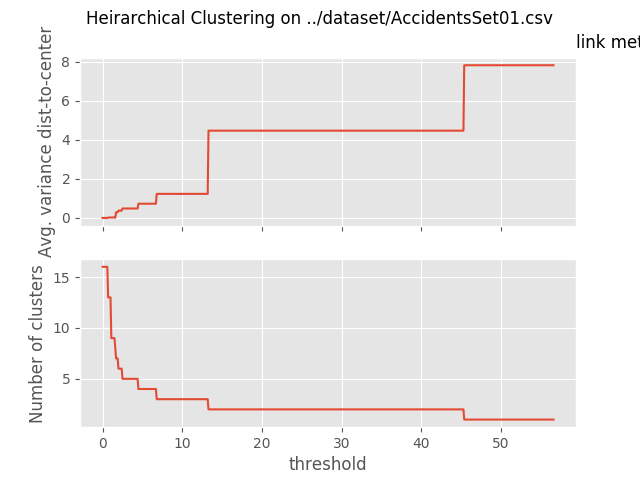 Heirarchical Clustering on ../dataset/AccidentsSet01.csv
link met
8
6
4
2
0
Avg. variance dist-to-center
15
10
5
Number of clusters
0 10 20 30 40 50
threshold